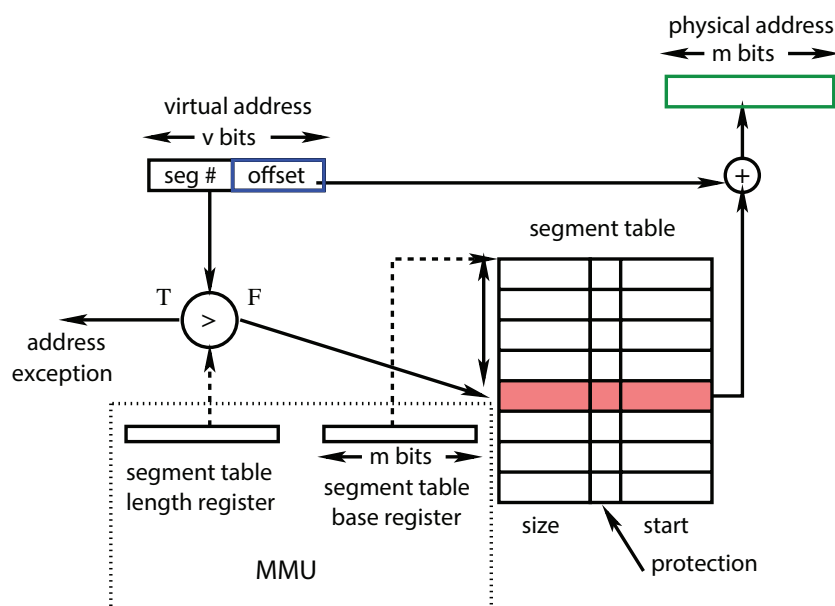 physical address
m bits
virtual address
v bits
seg #
offset
+
segment table
T
F
>
address
exception
segment table
length register
m bits
segment table
base register
size
start
protection
MMU